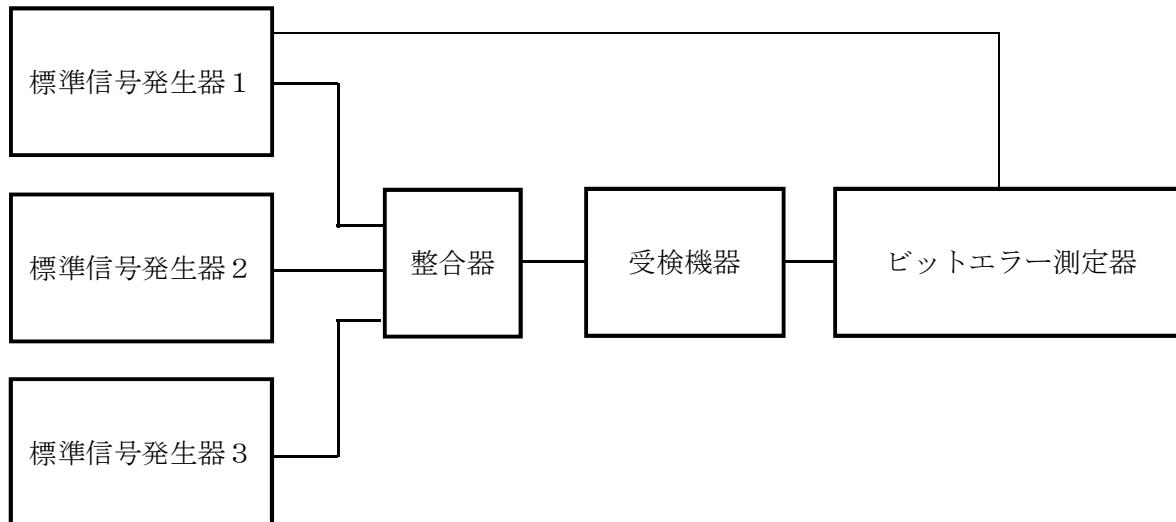 標準信号発生器１
標準信号発生器２
標準信号発生器３
整合器
受検機器
ビットエラー測定器